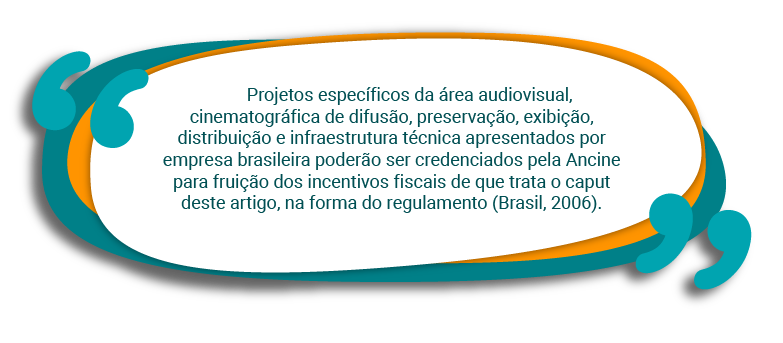 Projetos específicos da área audiovisual,
cinematográfica de difusão, preservação, exibição,
distribuição e infraestrutura técnica apresentados por
empresa brasileira poderão ser credenciados pela Ancine
para fruição dos incentivos fiscais de que trata o caput
deste artigo, na forma do regulamento (Brasil, 2006).